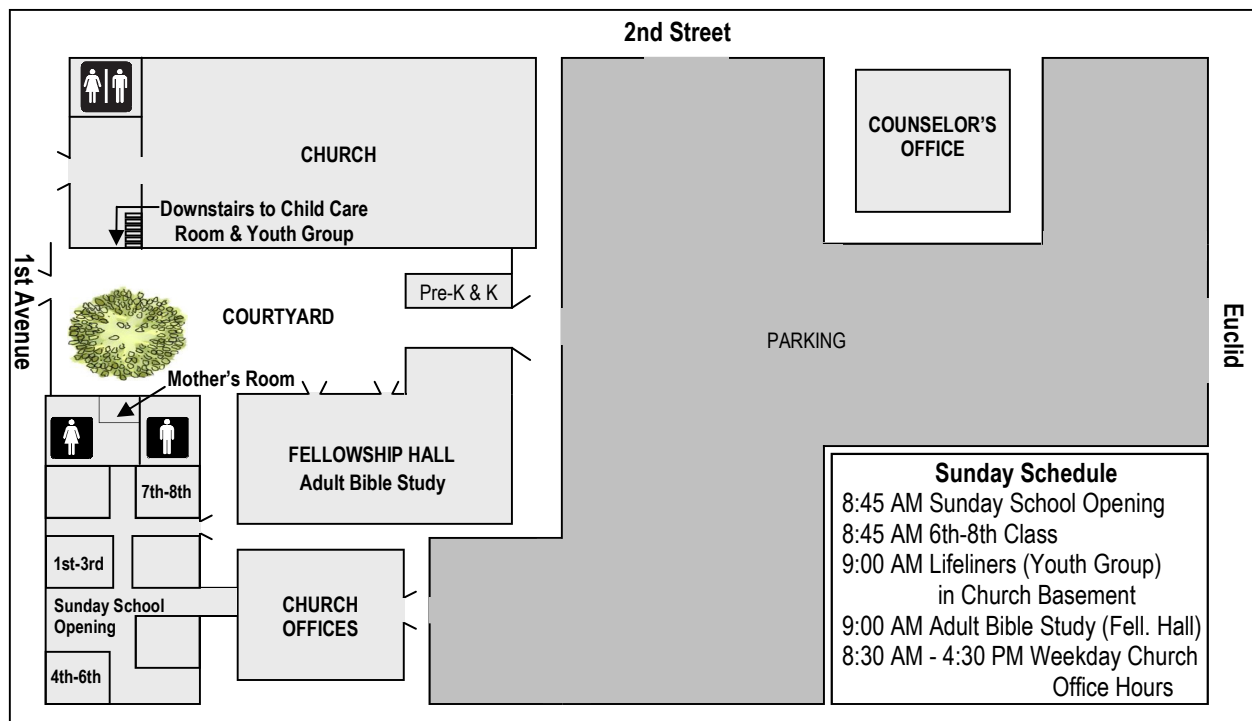 2nd Street
CHURCH
COUNSELOR'S
OFFICE
Downstairs to Child Care
Room & Youth Group
1st Avenue
Pre-K & K
COURTYARD
PARKING
Euclid
Mother's Room
FELLOWSHIP HALL
Adult Bible Study
7th-8th
1st-3rd
Sunday School
Opening
4th-6th
CHURCH
OFFICES
Sunday Schedule
8:45 AM Sunday School Opening
8:45 AM 6th-8th Class
9:00 AM Lifeliners (Youth Group)
in Church Basement
9:00 AM Adult Bible Study (Fell. Hall)
8:30 AM - 4:30 PM Weekday Church
Office Hours